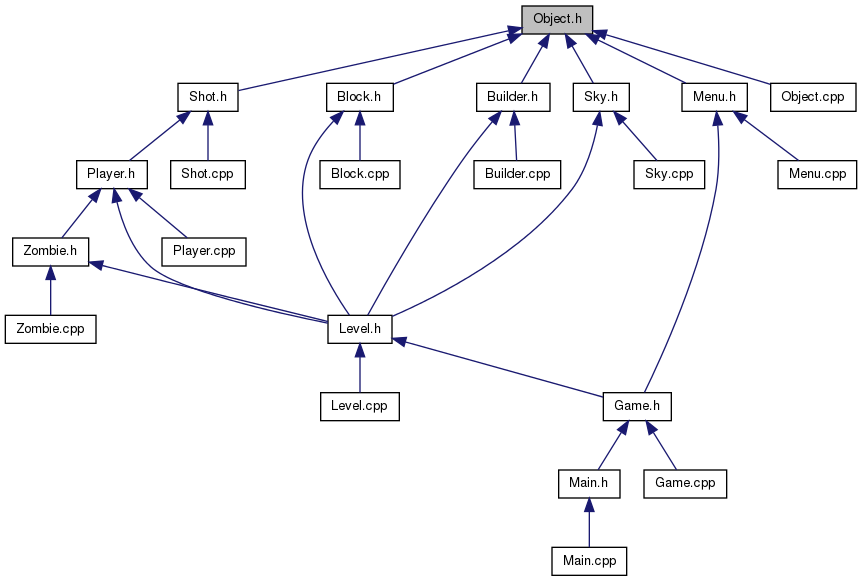 Object.h
Shot.h
Block.h
Builder.h
Sky.h
Menu.h
Object.cpp
Player.h
Shot.cpp
Block.cpp
Builder.cpp
Sky.cpp
Menu.cpp
Zombie.h
Player.cpp
Zombie.cpp
Level.h
Level.cpp
Game.h
Main.h
Game.cpp
Main.cpp